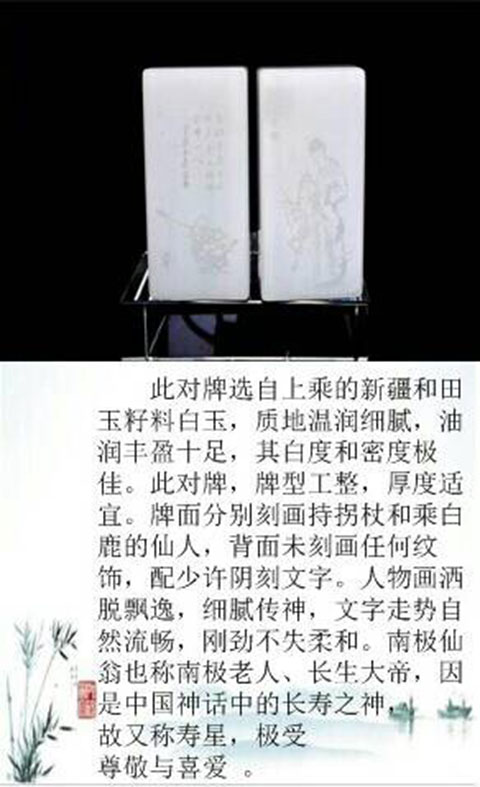 此对牌选自上乘的新疆和田
玉籽料白玉，质地温润细腻，油
润丰盈十足，其白度和密度极
佳。此对牌，牌型工整，厚度适
宜。牌面分别刻画持拐杖和乘白
鹿的仙人，背面未刻画任何纹
饰，配少许阴刻文字。人物画洒
脱飘逸，细腻传神，文字走势自
然流畅，刚劲不失柔和。南极仙
翁也称南极老人、长生大帝，因
是中国神话中的长寿之神，
故又称寿星，极受
尊敬与喜爱 。